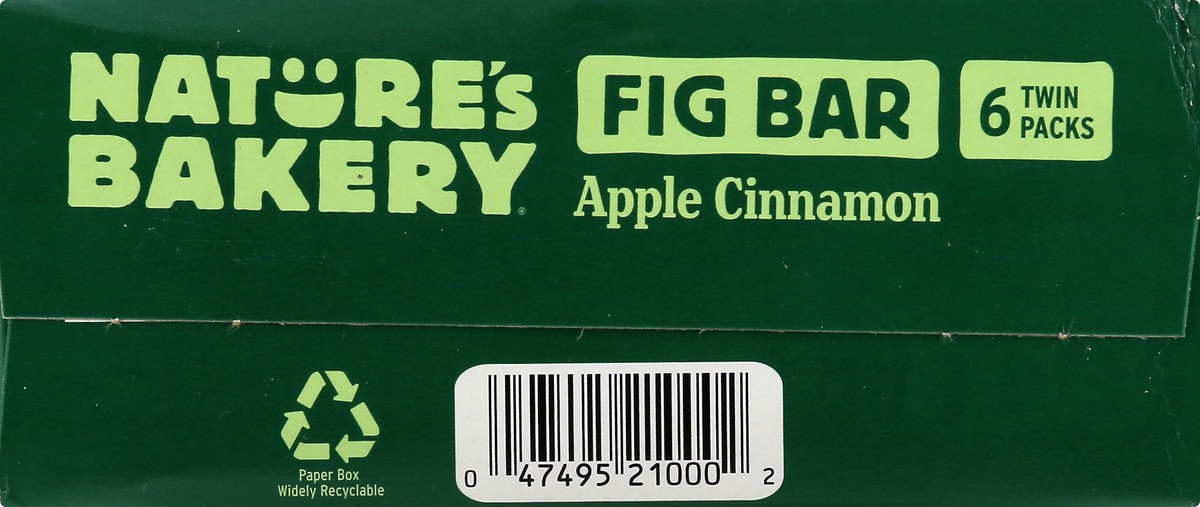 NATURE'S
BAKERY®
FIG BAR
6 TWIN
PACKS
Apple Cinnamon
Paper Box
Widely Recyclable
0 47495 21000 2